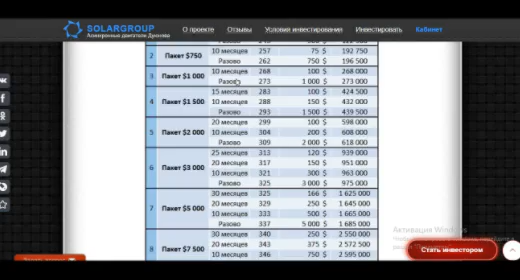 SOLARGROUP
Асинхронные двигатели Дуюнова
О проекте Отзывы Условия инвестирования Инвестировать Кабинет
2 Пакет $750 10 месяцев 257 75 $ 192 750
Разово 262 750 $ 196 500
3 Пакет $1 000 10 месяцев 268 100 $ 268 000
Разово 273 1 000 $ 273 000
4 Пакет $1 500 15 месяцев 283 100 $ 424 500
10 месяцев 288 150 $ 432 000
Разово 293 1 500 $ 439 500
5 Пакет $2 000 20 месяцев 299 100 $ 598 000
10 месяцев 304 200 $ 608 000
Разово 309 2 000 $ 618 000
6 Пакет $3 000 25 месяцев 313 120 $ 939 000
20 месяцев 317 150 $ 951 000
10 месяцев 321 300 $ 963 000
Разово 325 3 000 $ 975 000
7 Пакет $5 000 30 месяцев 325 166 $ 1 625 000
20 месяцев 329 250 $ 1 645 000
10 месяцев 333 500 $ 1 665 000
Разово 337 5 000 $ 1 685 000
8 Пакет $7 500 30 месяцев 340 250 $ 2 550 000
20 месяцев 343 375 $ 2 572 500
10 месяцев 346 750 $ 2 595 000
Активация Windows
Стать инвестором